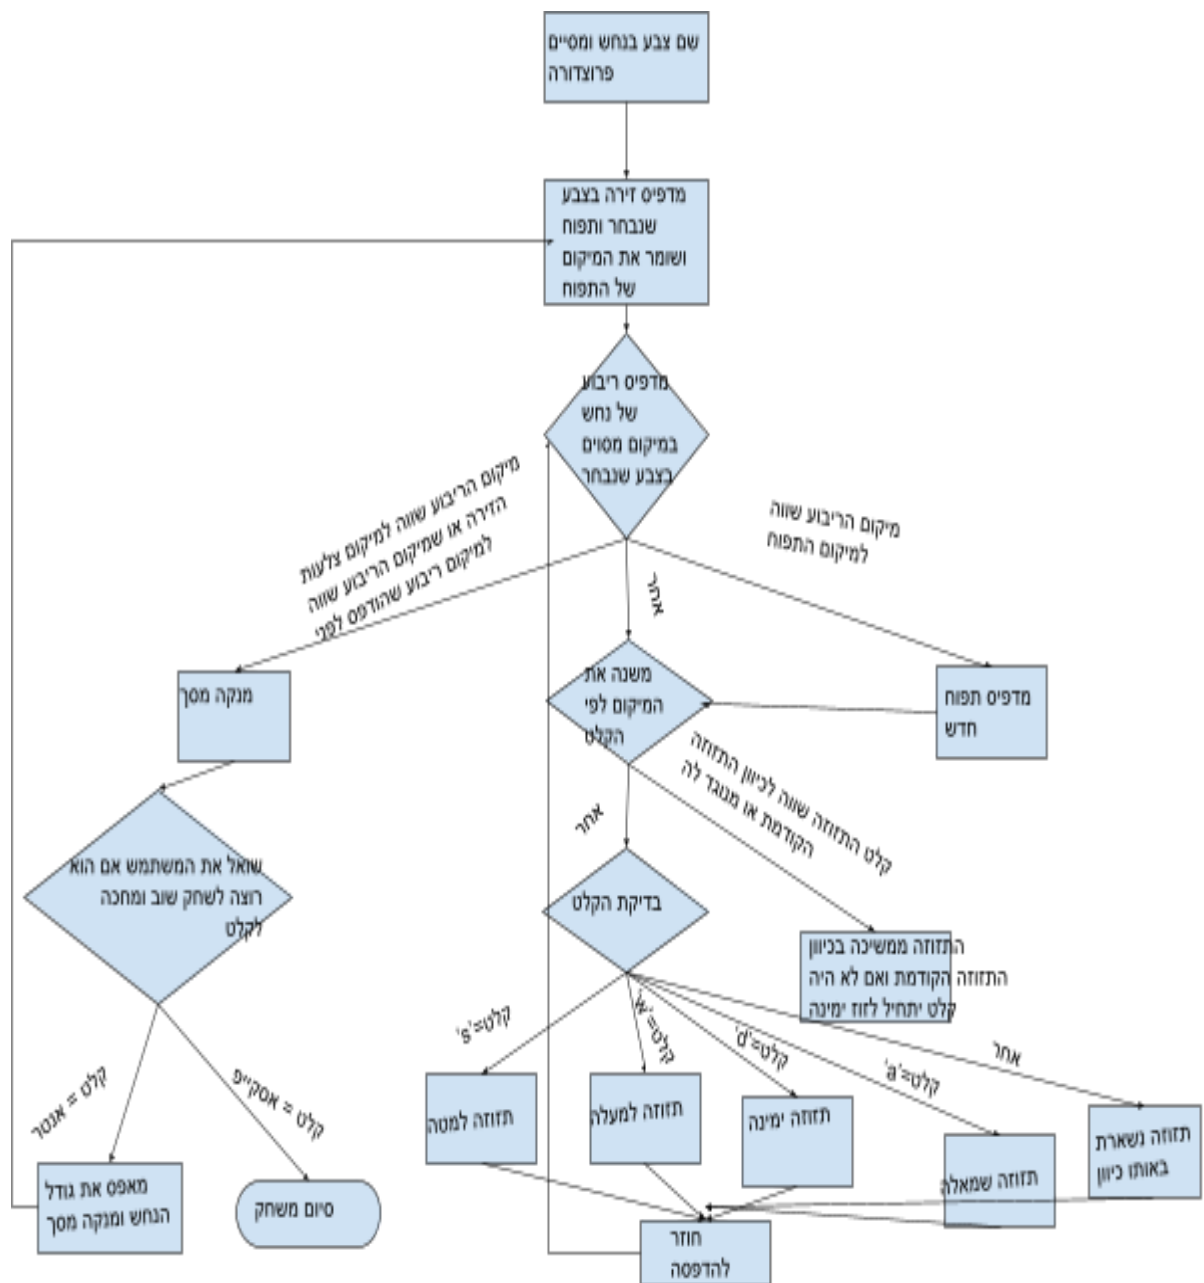 שם צבע בנחש ומסיים
פרוצדורה
מדפיס זירה בצבע
שנבחר ותפוח
ושומר את המיקום
של התפוח
מדפיס ריבוע
של נחש
במיקום מסוים
בצבע שנבחר
מיקום הריבוע שווה
למיקום התפוח
אחר
מיקום הריבוע שווה למיקום צלעות
הזירה או שמיקום הריבוע שווה
למיקום ריבוע שהודפס לפני
מדפיס תפוח
חדש
משנה את
המיקום לפי
הקלט
מנקה מסך
קלט התזוזה שווה לכיוון התזוזה
הקודמת או מנוגד לה
אחר
שואל את המשתמש אם הוא
רוצה לשחק שוב ומחכה
לקלט
בדיקת הקלט
התזוזה ממשיכה בכיוון
התזוזה הקודמת ואם לא היה
קלט יתחיל לזוז ימינה
אחר
קלט='a'
קלט='d'
קלט='w'
קלט='s'
קלט = אסקייפ
קלט = אנטר
תזוזה נשארת
באותו כיוון
תזוזה שמאלה
תזוזה ימינה
תזוזה למעלה
תזוזה למטה
סיום משחק
מאפס את גודל
הנחש ומנקה מסך
חוזר
להדפסה